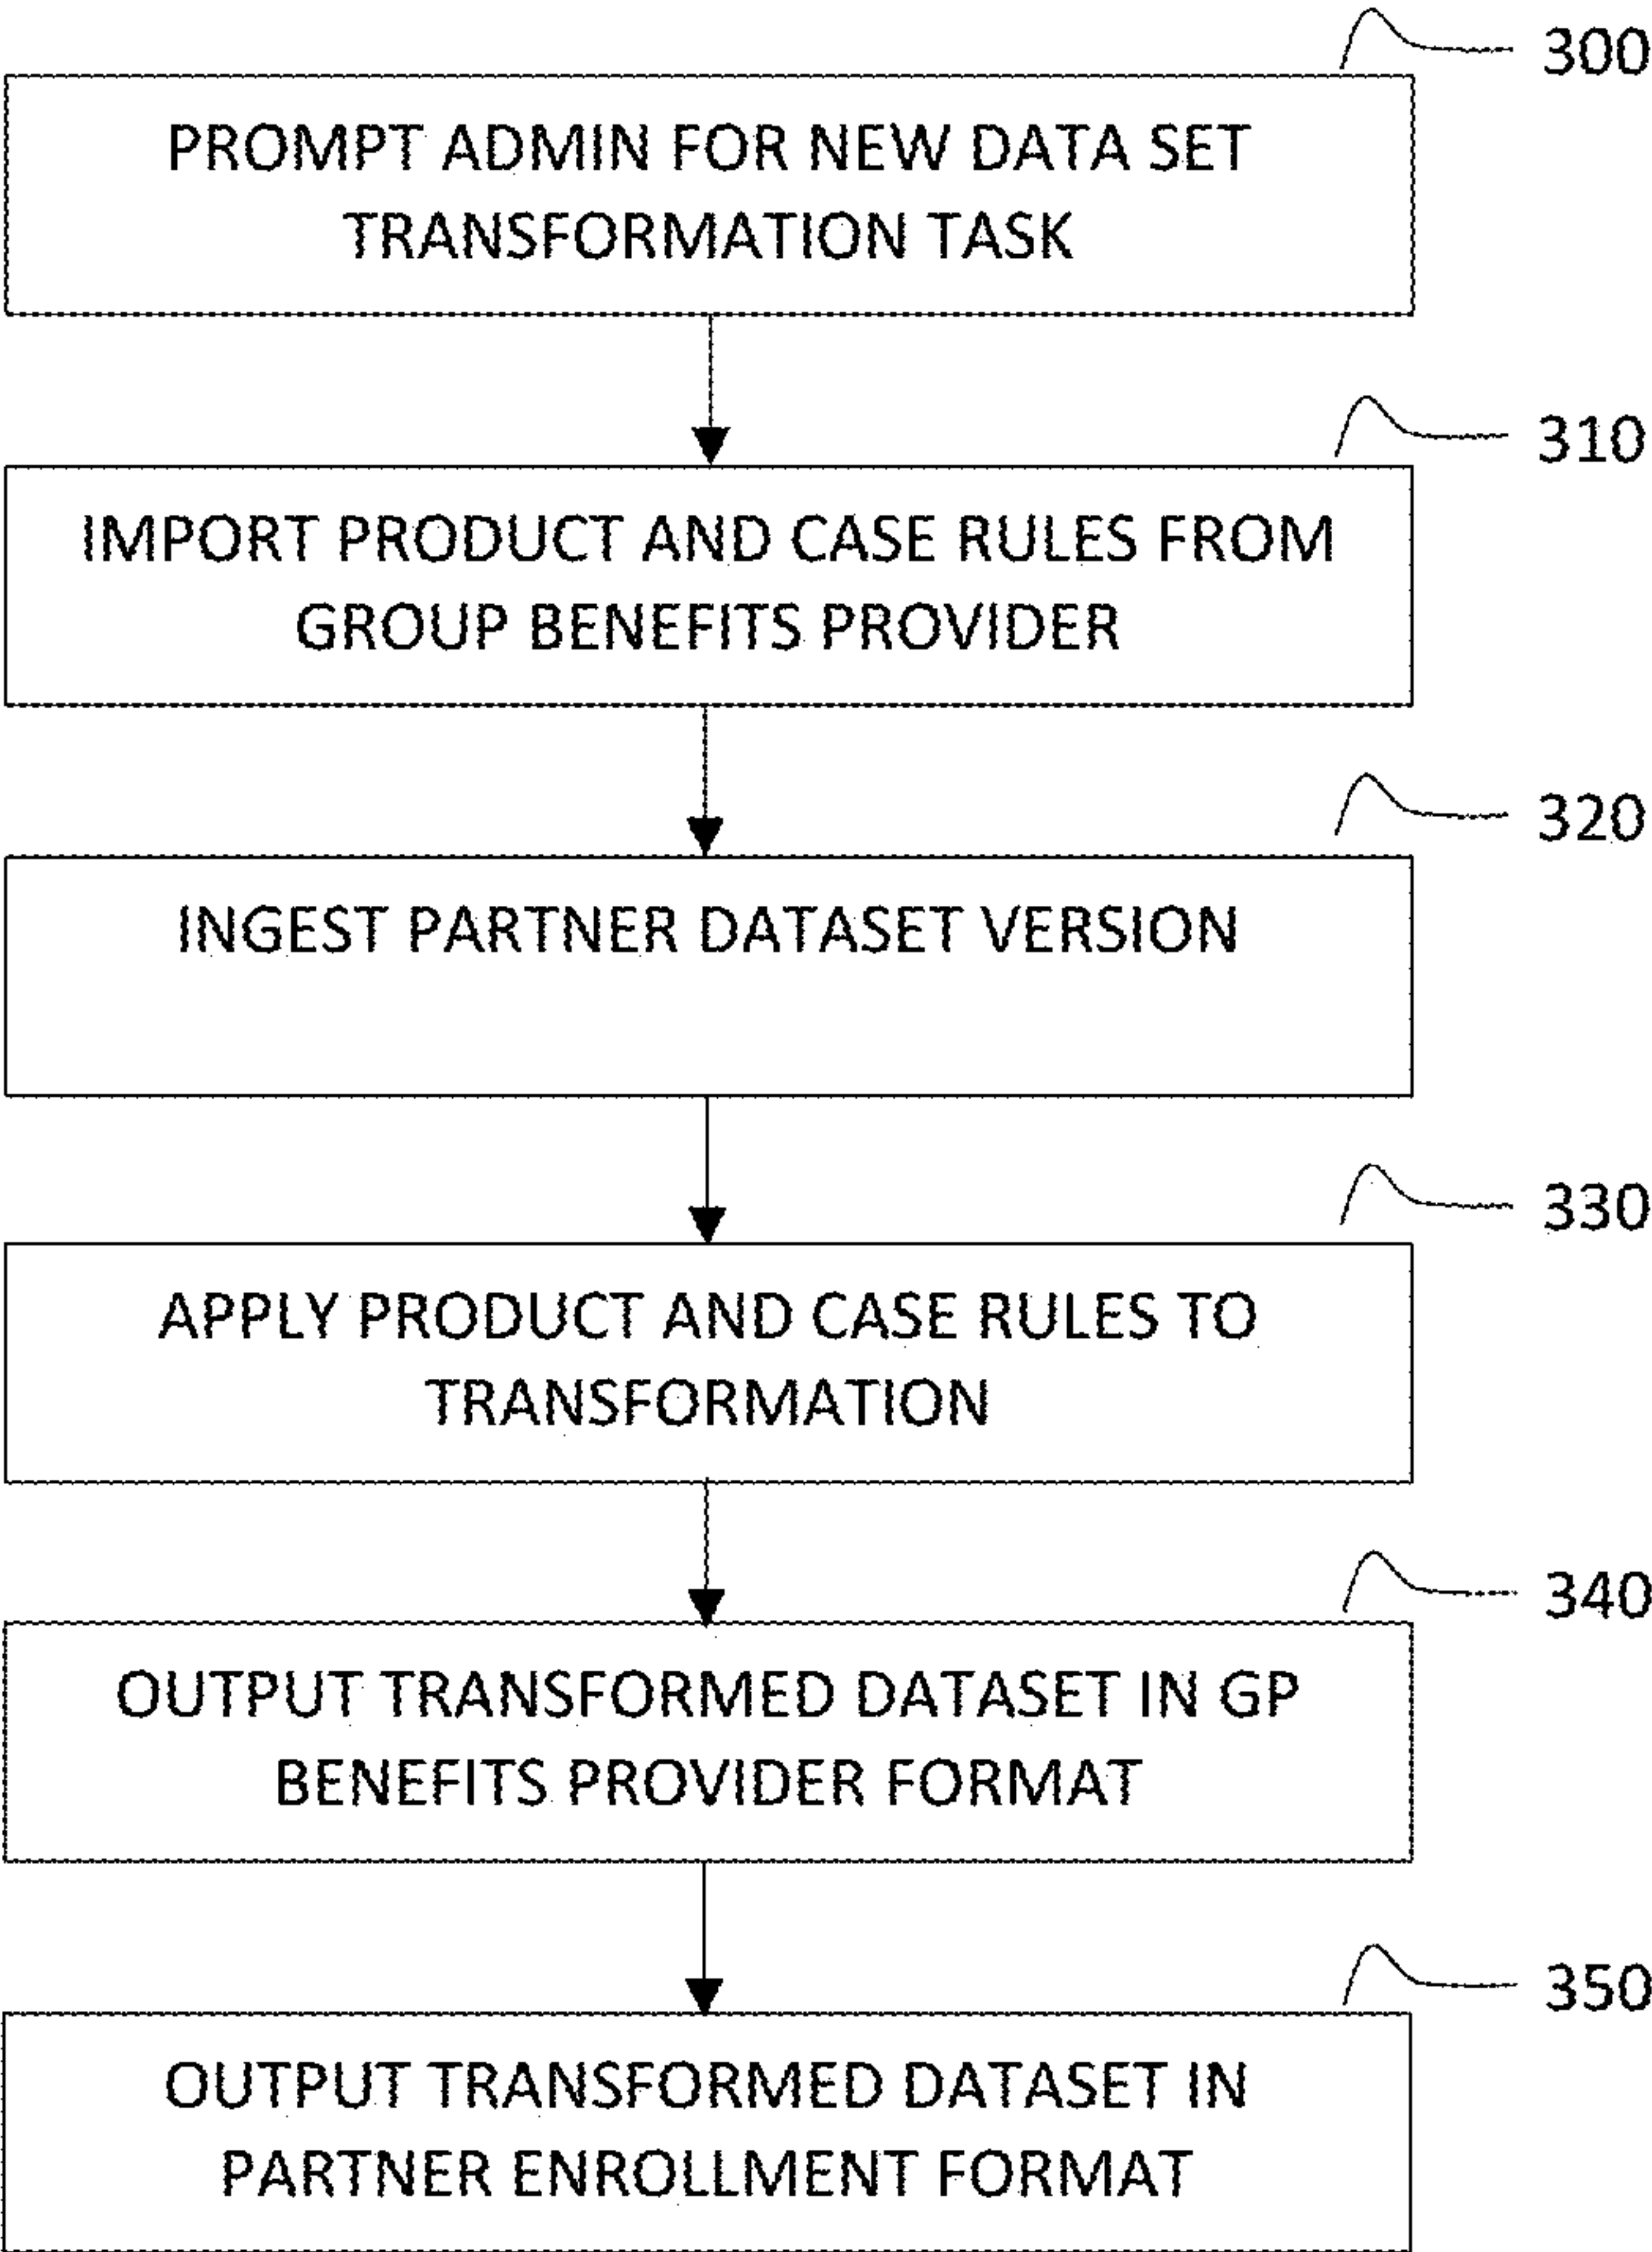 300
PROMPT ADMIN FOR NEW DATA SET
TRANSFORMATION TASK
310
IMPORT PRODUCT AND CASE RULES FROM
GROUP BENEFITS PROVIDER
320
INGEST PARTNER DATASET VERSION
330
APPLY PRODUCT AND CASE RULES TO
TRANSFORMATION
340
OUTPUT TRANSFORMED DATASET IN GP
BENEFITS PROVIDER FORMAT
350
OUTPUT TRANSFORMED DATASET IN
PARTNER ENROLLMENT FORMAT